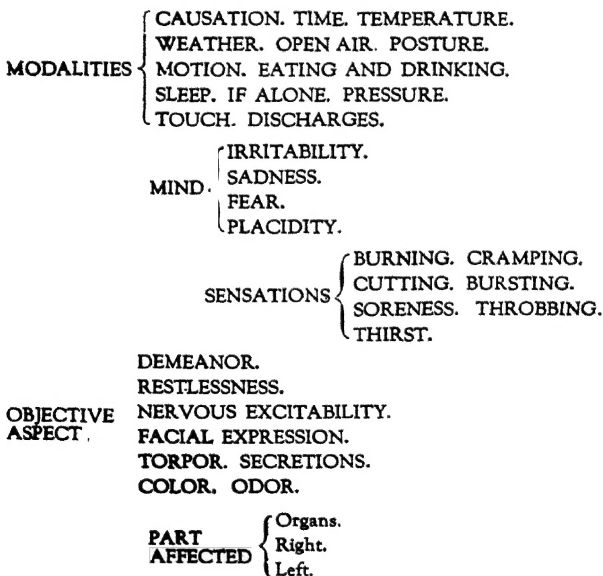 CAUSATION. TIME. TEMPERATURE.
WEATHER. OPEN AIR. POSTURE.
MODALITIES MOTION. EATING AND DRINKING.
SLEEP. IF ALONE. PRESSURE.
TOUCH. DISCHARGES.
IRRITABILITY.
MIND. SADNESS.
FEAR.
PLACIDITY.
BURNING. CRAMPING.
CUTTING. BURSTING.
SENSATIONS SORENESS. THROBBING.
THIRST.
DEMEANOR.
RESTLESSNESS.
OBJECTIVE NERVOUS EXCITABILITY.
ASPECT. FACIAL EXPRESSION.
TORPOR. SECRETIONS.
COLOR. ODOR.
Organs.
PART Right.
AFFECTED Left.